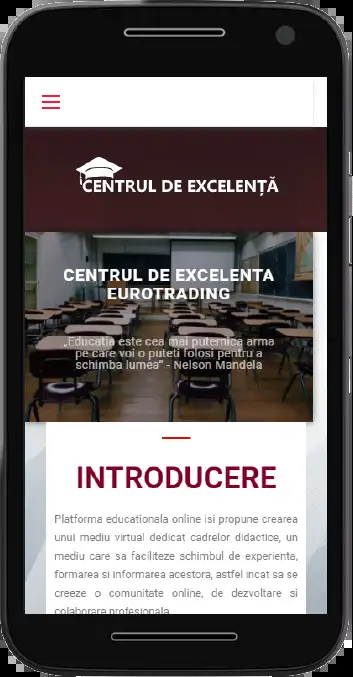 CENTRUL DE EXCELENȚĂ
CENTRUL DE EXCELENTA
EUROTRADING
„Educatia este cea mai puternica arma
pe care voi o puteti folosi pentru a
schimba lumea” - Nelson Mandela
INTRODUCERE
Platforma educationala online isi propune crearea
unui mediu virtual dedicat cadrelor didactice, un
mediu care sa faciliteze schimbul de experienta,
formarea si informarea acestora, astfel incat sa se
creeze o comunitate online, de dezvoltare si
colaborare profesionala